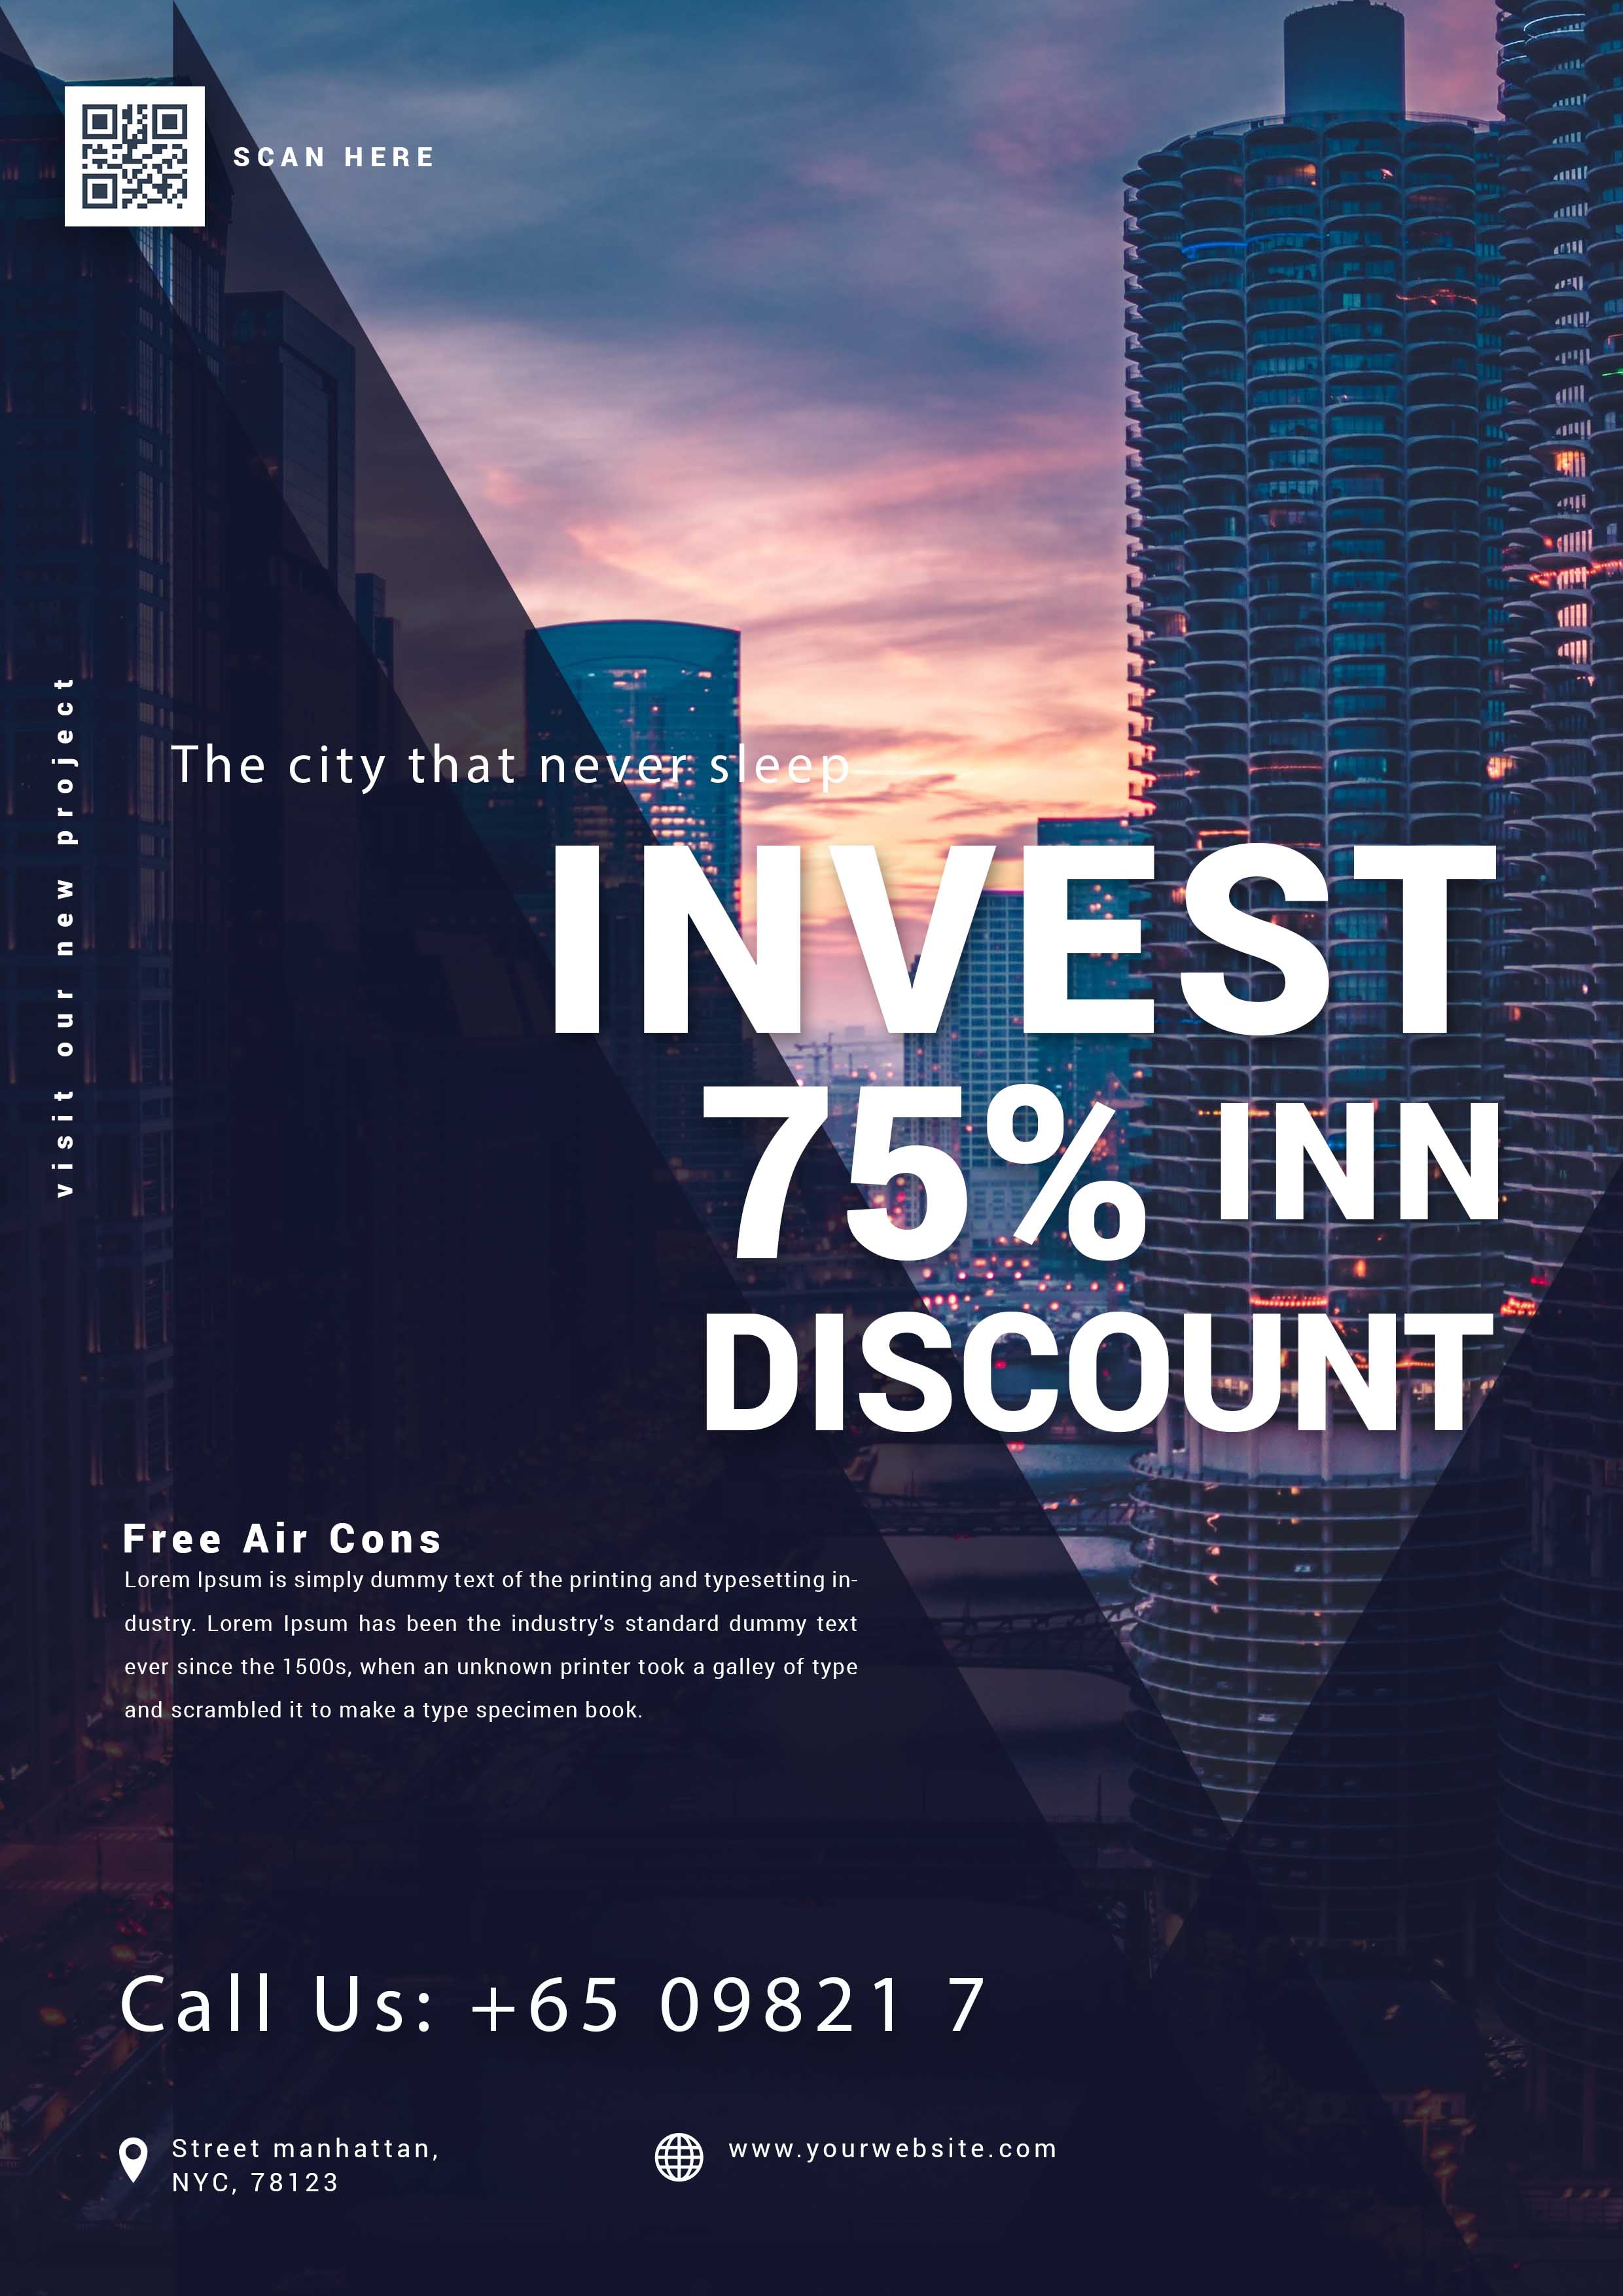 SCAN HERE
visit our new project
The city that never sleep
INVEST
75% INN
DISCOUNT
Free Air Cons
Lorem Ipsum is simply dummy text of the printing and typesetting in-
dustry. Lorem Ipsum has been the industry's standard dummy text
ever since the 1500s, when an unknown printer took a galley of type
and scrambled it to make a type specimen book.
Call Us: +65 09821 7
Street manhattan,
NYC, 78123
www.yourwebsite.com